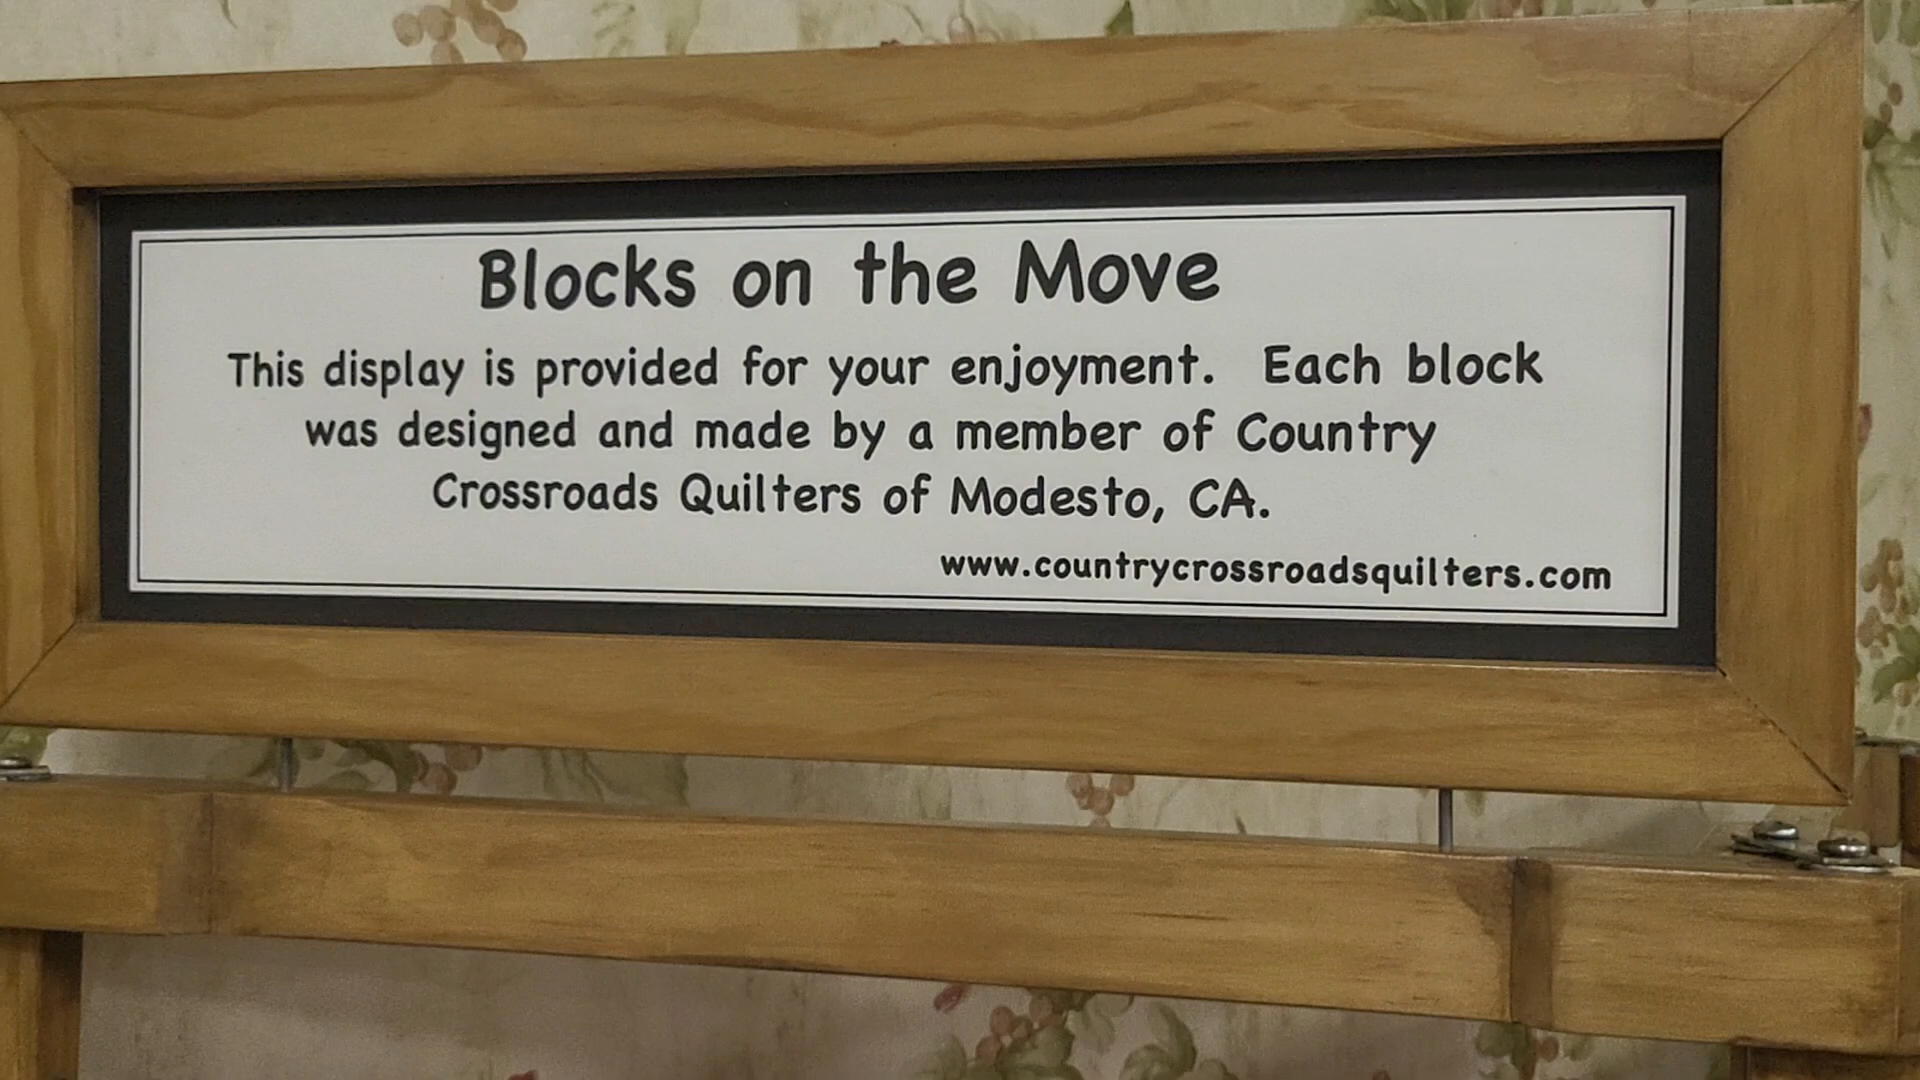 Blocks on the Move
This display is provided for your enjoyment. Each block
was designed and made by a member of Country
Crossroads Quilters of Modesto, CA.
www.countrycrossroadsquilters.com